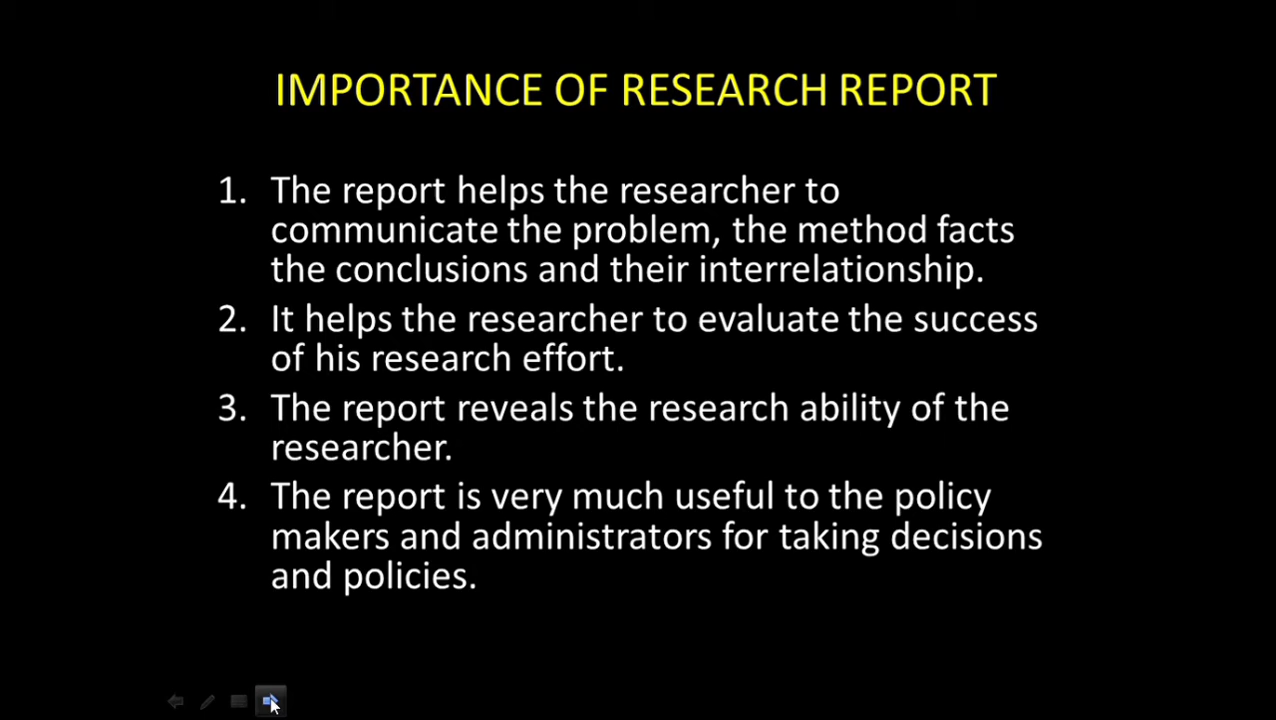 IMPORTANCE OF RESEARCH REPORT
1. The report helps the researcher to
communicate the problem, the method facts
the conclusions and their interrelationship.
2. It helps the researcher to evaluate the success
of his research effort.
3. The report reveals the research ability of the
researcher.
4. The report is very much useful to the policy
makers and administrators for taking decisions
and policies.